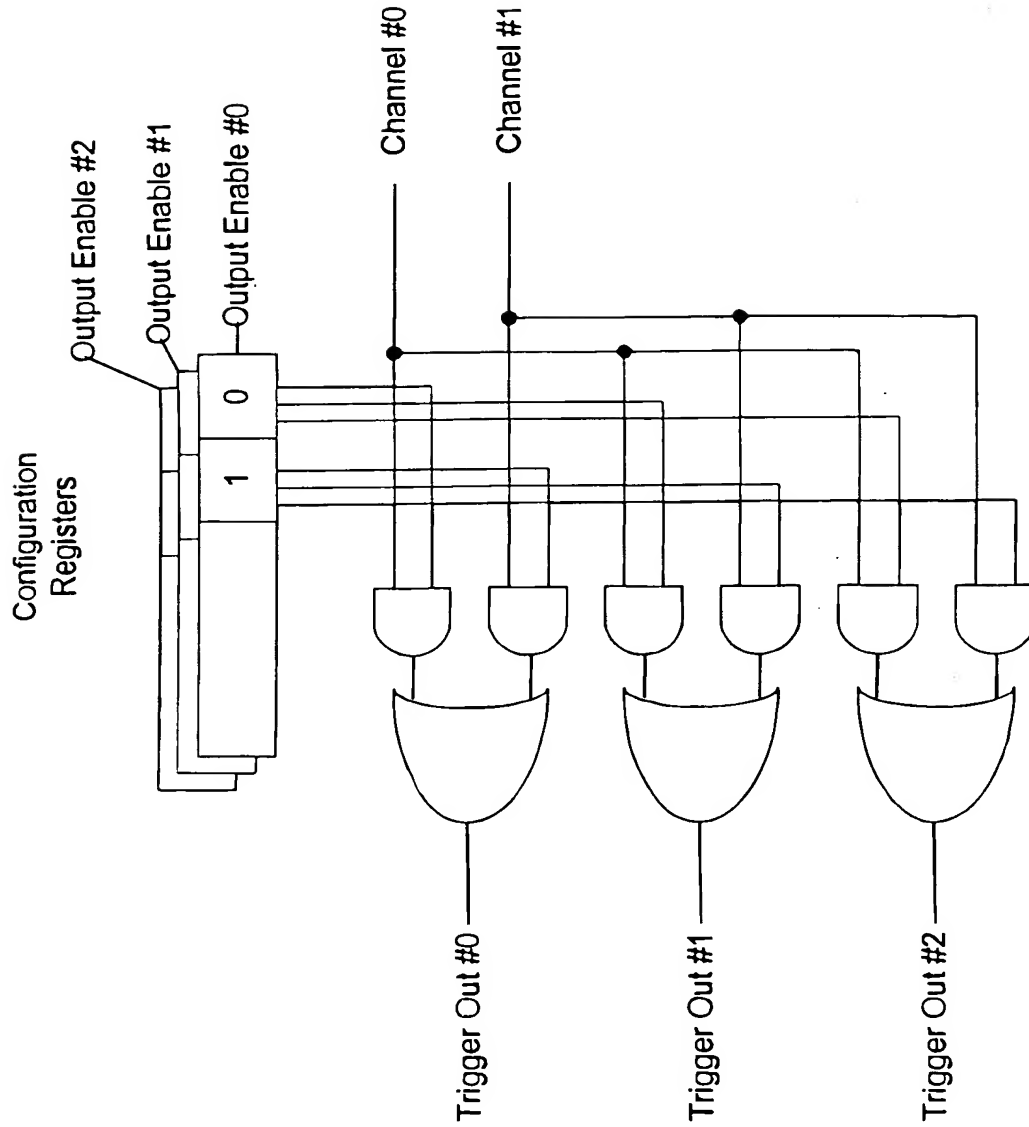 Configuration
Registers
Output Enable #2
Output Enable #1
Output Enable #0
0
1
Channel #0
Channel #1
Trigger Out #0
Trigger Out #1
Trigger Out #2